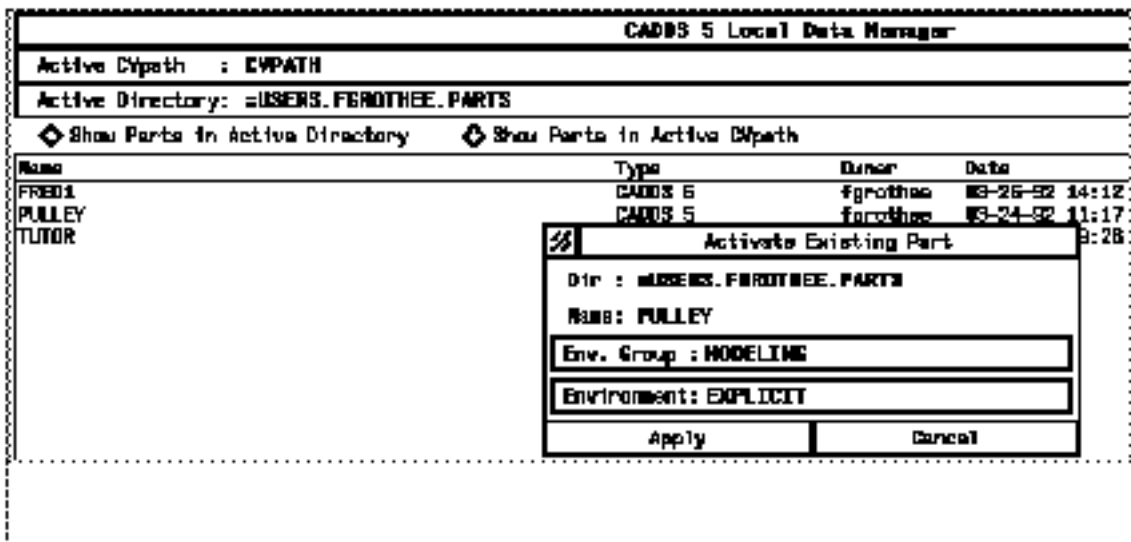 CADDS 5 Local Data Manager
Active CVpath : CVPATH
Active Directory: =USERS.FGROTHEE.PARTS
Show Parts in Active Directory Show Parts in Active CVpath
Name Type Owner Date
FRED1 CADDS 5 fgrothee 03-26-92 14:12
PULLEY CADDS 5 fgrothee 03-24-92 11:17
TUTOR 9:28
Activate Existing Part
Dir : =USERS.FGROTHEE.PARTS
Name: PULLEY
Env. Group : MODELING
Environment: EXPLICIT
Apply Cancel